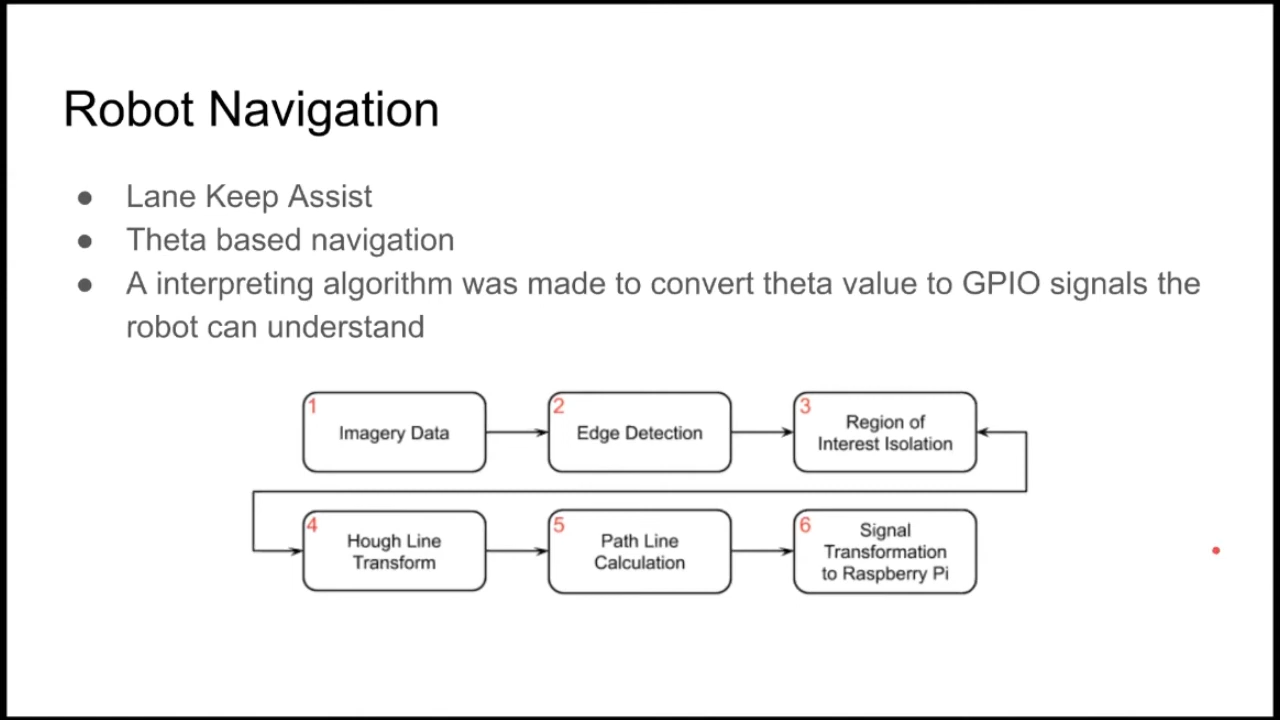 Robot Navigation
● Lane Keep Assist
● Theta based navigation
● A interpreting algorithm was made to convert theta value to GPIO signals the
robot can understand
1
Imagery Data
2
Edge Detection
3
Region of
Interest Isolation
4
Hough Line
Transform
5
Path Line
Calculation
6
Signal
Transformation
to Raspberry Pi